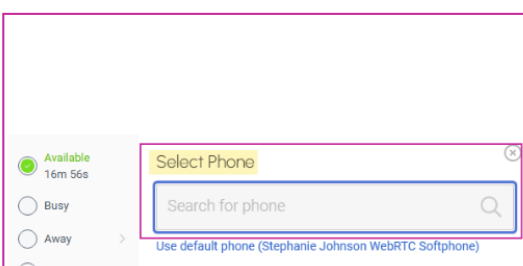 Available
16m 56s
Busy
Away
Select Phone
Search for phone
Use default phone (Stephanie Johnson WebRTC Softphone)